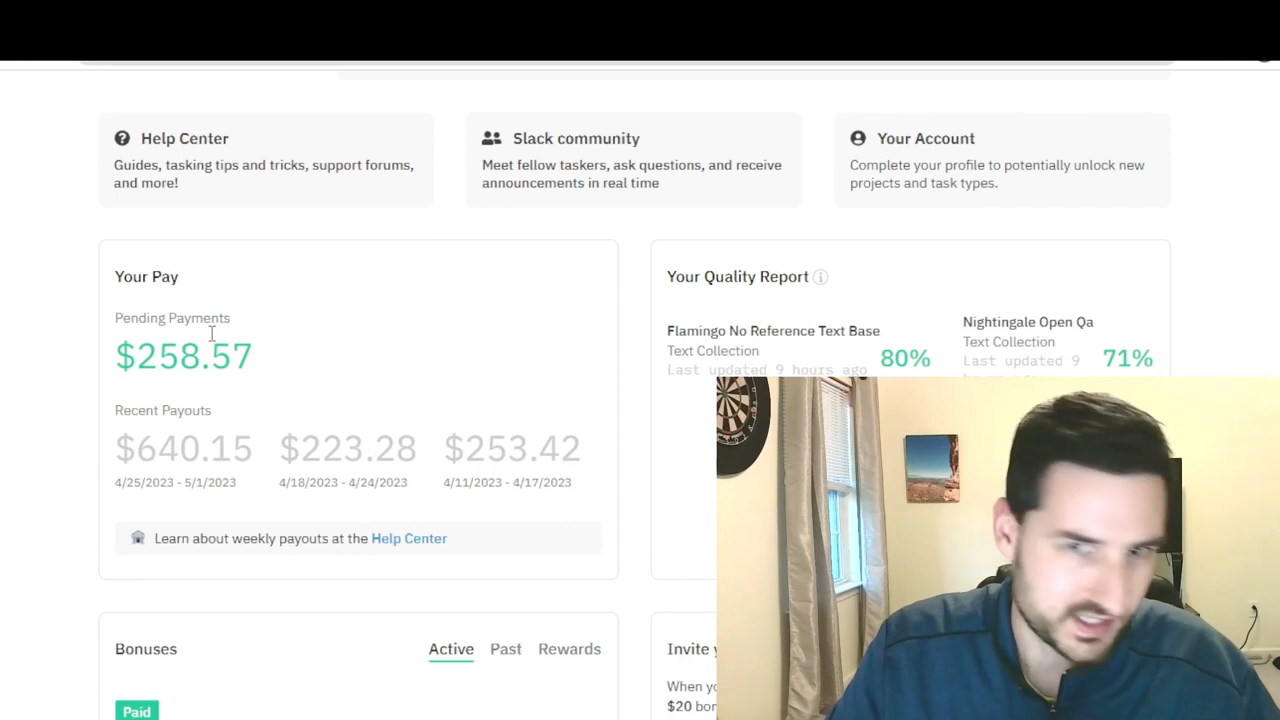 Help Center
Guides, tasking tips and tricks, support forums,
and more!
Slack community
Meet fellow taskers, ask questions, and receive
announcements in real time
Your Account
Complete your profile to potentially unlock new
projects and task types.
Your Pay
Pending Payments
$258.57
Recent Payouts
$640.15 $223.28 $253.42
4/25/2023 - 5/1/2023 4/18/2023 - 4/24/2023 4/11/2023 - 4/17/2023
Learn about weekly payouts at the Help Center
Your Quality Report
Flamingo No Reference Text Base
Text Collection
Last updated 9 hours ago
80%
Nightingale Open Qa
Text Collection
Last updated 9
71%
Bonuses
Active Past Rewards
Paid
Invite
When
$20